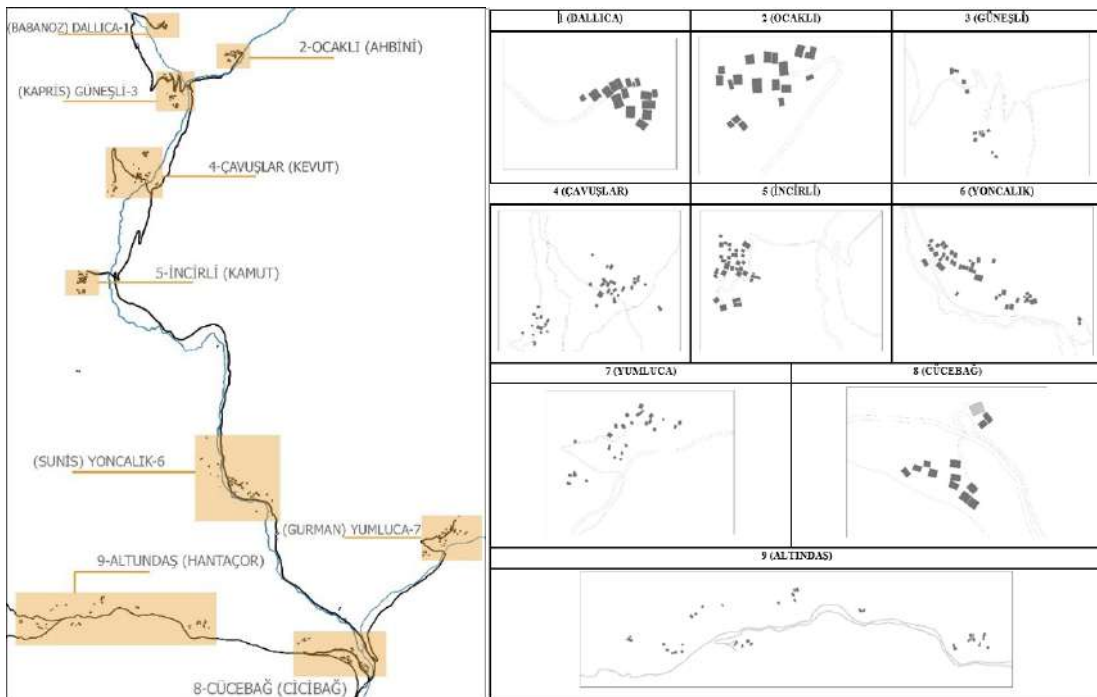 (BABANOZ) DALLICA-1
2-OCAKLI (AHBİNİ)
(KAPRİS) GÜNEŞLİ-3
4-ÇAVUŞLAR (KEVUT)
5-İNCİRLİ (KAMUT)
(SUNİS) YONCALIK-6
(GURMAN) YUMLUCA-7
9-ALTUNDAŞ (HANTAÇOR)
8-CÜCEBAĞ (CİCİBAĞ)
1 (DALLICA)
2 (OCAKLI)
3 (GÜNEŞLİ)
4 (ÇAVUŞLAR)
5 (İNCİRLİ)
6 (YONCALIK)
7 (YUMLUCA)
8 (CÜCEBAĞ)
9 (ALTINDAŞ)